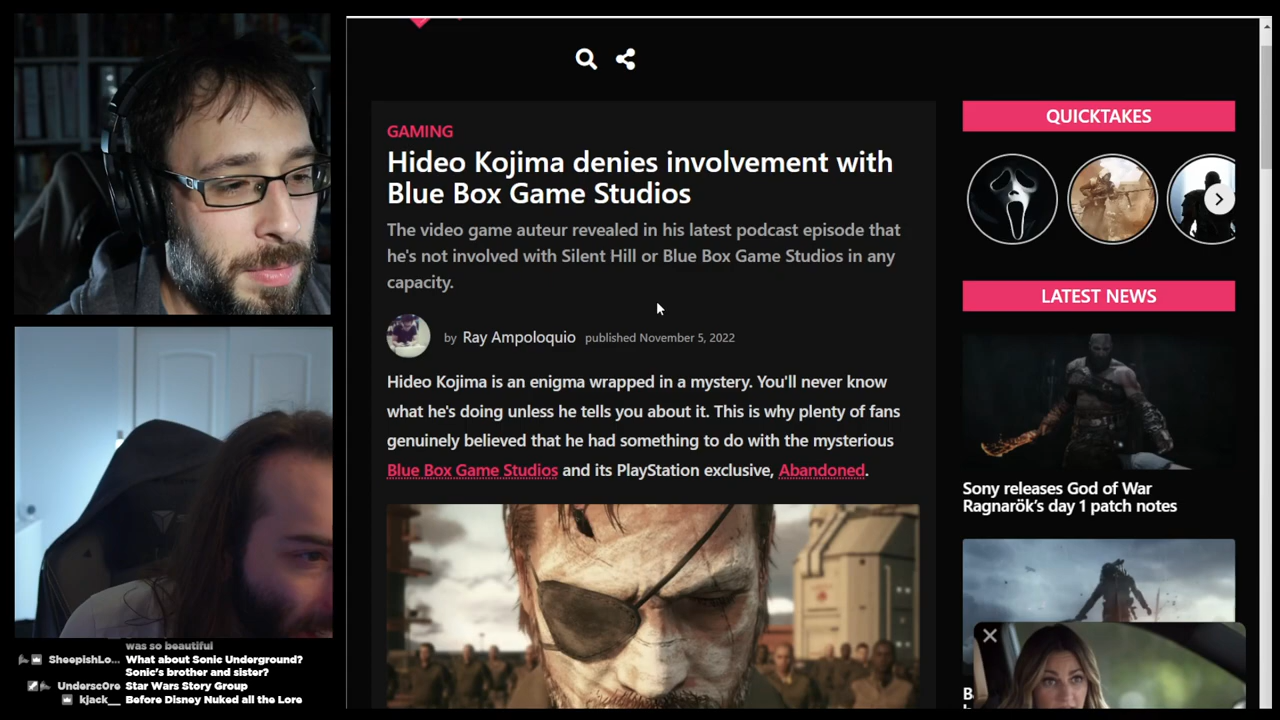 GAMING
Hideo Kojima denies involvement with
Blue Box Game Studios
The video game auteur revealed in his latest podcast episode that
he's not involved with Silent Hill or Blue Box Game Studios in any
capacity.
by Ray Ampoloquio published November 5, 2022
Hideo Kojima is an enigma wrapped in a mystery. You'll never know
what he's doing unless he tells you about it. This is why plenty of fans
genuinely believed that he had something to do with the mysterious
Blue Box Game Studios and its PlayStation exclusive, Abandoned.
QUICKTAKES
LATEST NEWS
Sony releases God of War
Ragnarök's day 1 patch notes
was so beautiful
SheepishLo... What about Sonic Underground?
Sonic's brother and sister?
Undersc0re Star Wars Story Group
kjack__ Before Disney Nuked all the Lore